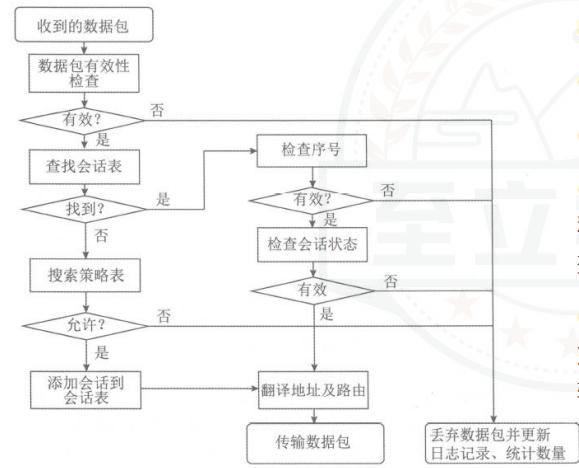 收到的数据包
数据包有效性
检查
有效?
否
是
查找会话表
找到?
是
否
搜索策略表
允许?
否
是
添加会话到
会话表
检查序号
有效?
否
是
检查会话状态
有效
否
是
翻译地址及路由
传输数据包
丢弃数据包并更新
日志记录、统计数量
至立